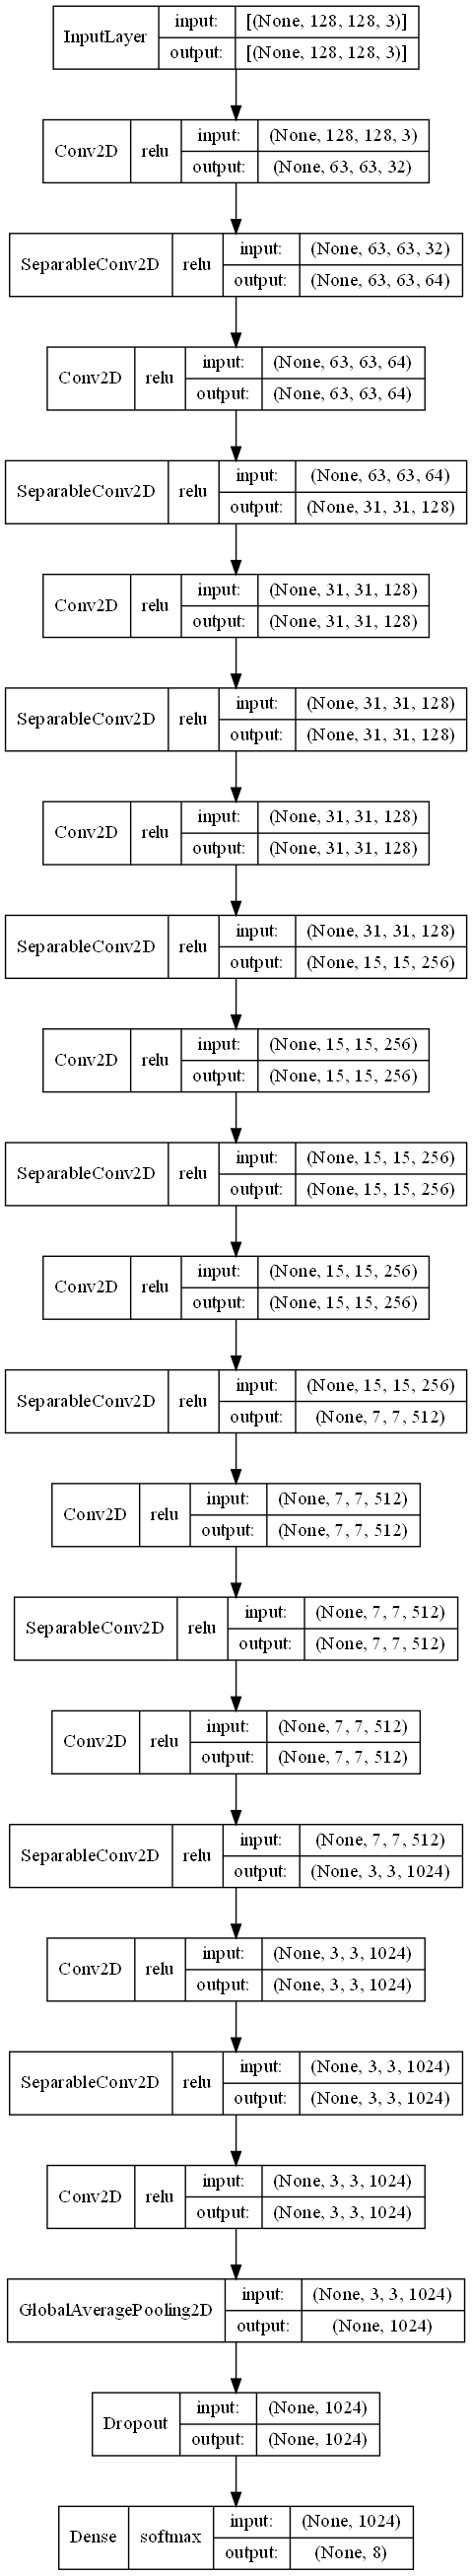 InputLayer input: [(None, 128, 128, 3)]
output: [(None, 128, 128, 3)]
Conv2D relu input: (None, 128, 128, 3)
output: (None, 63, 63, 32)
SeparableConv2D relu input: (None, 63, 63, 32)
output: (None, 63, 63, 64)
Conv2D relu input: (None, 63, 63, 64)
output: (None, 63, 63, 64)
SeparableConv2D relu input: (None, 63, 63, 64)
output: (None, 31, 31, 128)
Conv2D relu input: (None, 31, 31, 128)
output: (None, 31, 31, 128)
SeparableConv2D relu input: (None, 31, 31, 128)
output: (None, 31, 31, 128)
Conv2D relu input: (None, 31, 31, 128)
output: (None, 31, 31, 128)
SeparableConv2D relu input: (None, 31, 31, 128)
output: (None, 15, 15, 256)
Conv2D relu input: (None, 15, 15, 256)
output: (None, 15, 15, 256)
SeparableConv2D relu input: (None, 15, 15, 256)
output: (None, 15, 15, 256)
Conv2D relu input: (None, 15, 15, 256)
output: (None, 15, 15, 256)
SeparableConv2D relu input: (None, 15, 15, 256)
output: (None, 7, 7, 512)
Conv2D relu input: (None, 7, 7, 512)
output: (None, 7, 7, 512)
SeparableConv2D relu input: (None, 7, 7, 512)
output: (None, 7, 7, 512)
Conv2D relu input: (None, 7, 7, 512)
output: (None, 7, 7, 512)
SeparableConv2D relu input: (None, 7, 7, 512)
output: (None, 3, 3, 1024)
Conv2D relu input: (None, 3, 3, 1024)
output: (None, 3, 3, 1024)
SeparableConv2D relu input: (None, 3, 3, 1024)
output: (None, 3, 3, 1024)
Conv2D relu input: (None, 3, 3, 1024)
output: (None, 3, 3, 1024)
GlobalAveragePooling2D input: (None, 3, 3, 1024)
output: (None, 1024)
Dropout input: (None, 1024)
output: (None, 1024)
Dense softmax input: (None, 1024)
output: (None, 8)